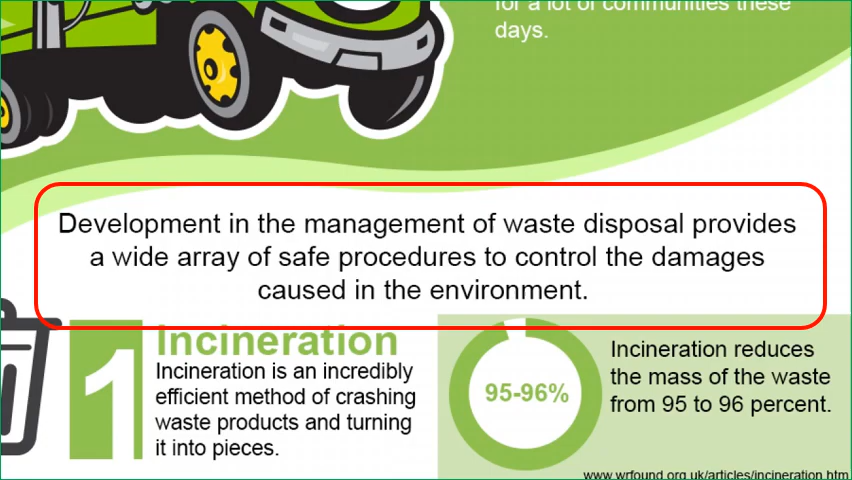 for a lot of communities these
days.
Development in the management of waste disposal provides
a wide array of safe procedures to control the damages
caused in the environment.
1
Incineration
Incineration is an incredibly
efficient method of crashing
waste products and turning
it into pieces.
95-96%
Incineration reduces
the mass of the waste
from 95 to 96 percent.
www.wrfound.org.uk/articles/incineration.htm